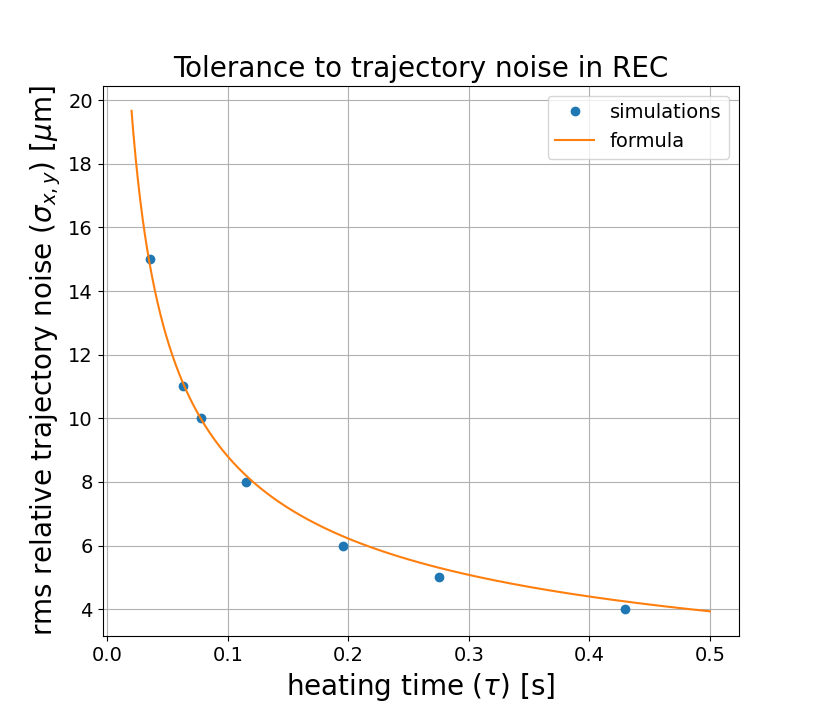 Tolerance to trajectory noise in REC
simulations
formula
rms relative trajectory noise (σx,y) [μm]
20
18
16
14
12
10
8
6
4
0.0 0.1 0.2 0.3 0.4 0.5
heating time (τ) [s]